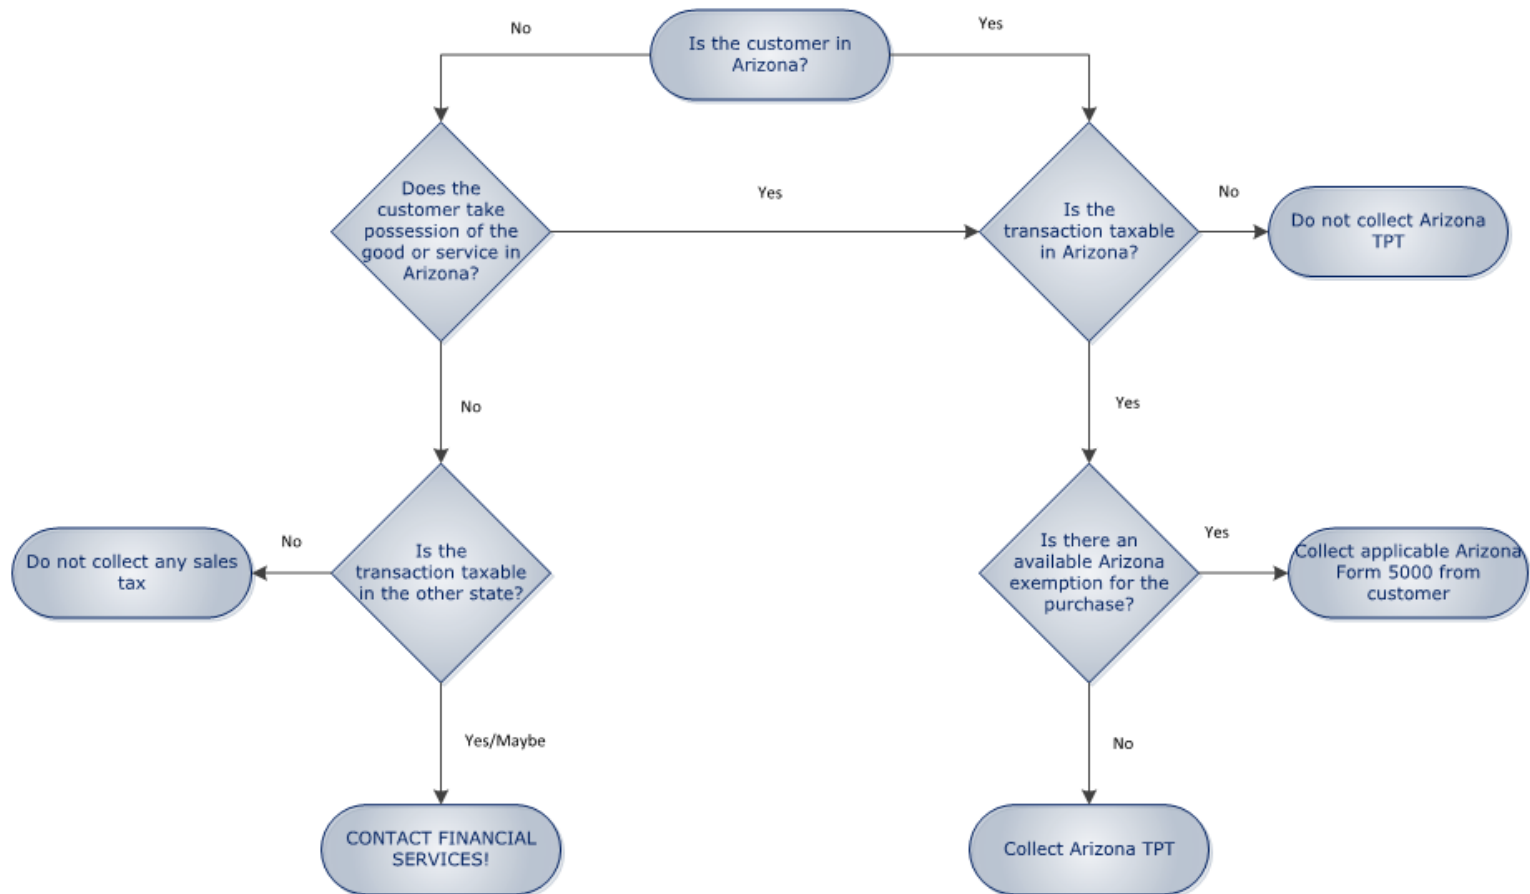 No
Is the customer in
Arizona?
Yes
Does the
customer take
possession of the
good or service in
Arizona?
Yes
Is the
transaction taxable
in Arizona?
No
Do not collect Arizona
TPT
No
Yes
Do not collect any sales
tax
No
Is the
transaction taxable
in the other state?
Is there an
available Arizona
exemption for the
purchase?
Yes
Collect applicable Arizona
Form 5000 from
customer
Yes/Maybe
No
CONTACT FINANCIAL
SERVICES!
Collect Arizona TPT